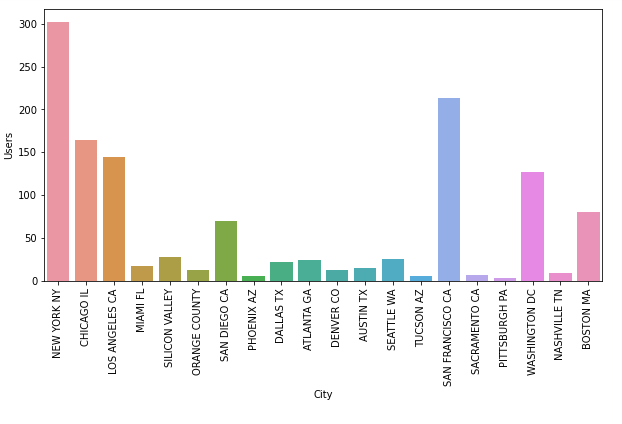 300
250
200
150
100
50
0
Users
NEW YORK NY
CHICAGO IL
LOS ANGELES CA
MIAMI FL
SILICON VALLEY
ORANGE COUNTY
SAN DIEGO CA
PHOENIX AZ
DALLAS TX
ATLANTA GA
DENVER CO
AUSTIN TX
SEATTLE WA
TUCSON AZ
SAN FRANCISCO CA
SACRAMENTO CA
PITTSBURGH PA
WASHINGTON DC
NASHVILLE TN
BOSTON MA
City